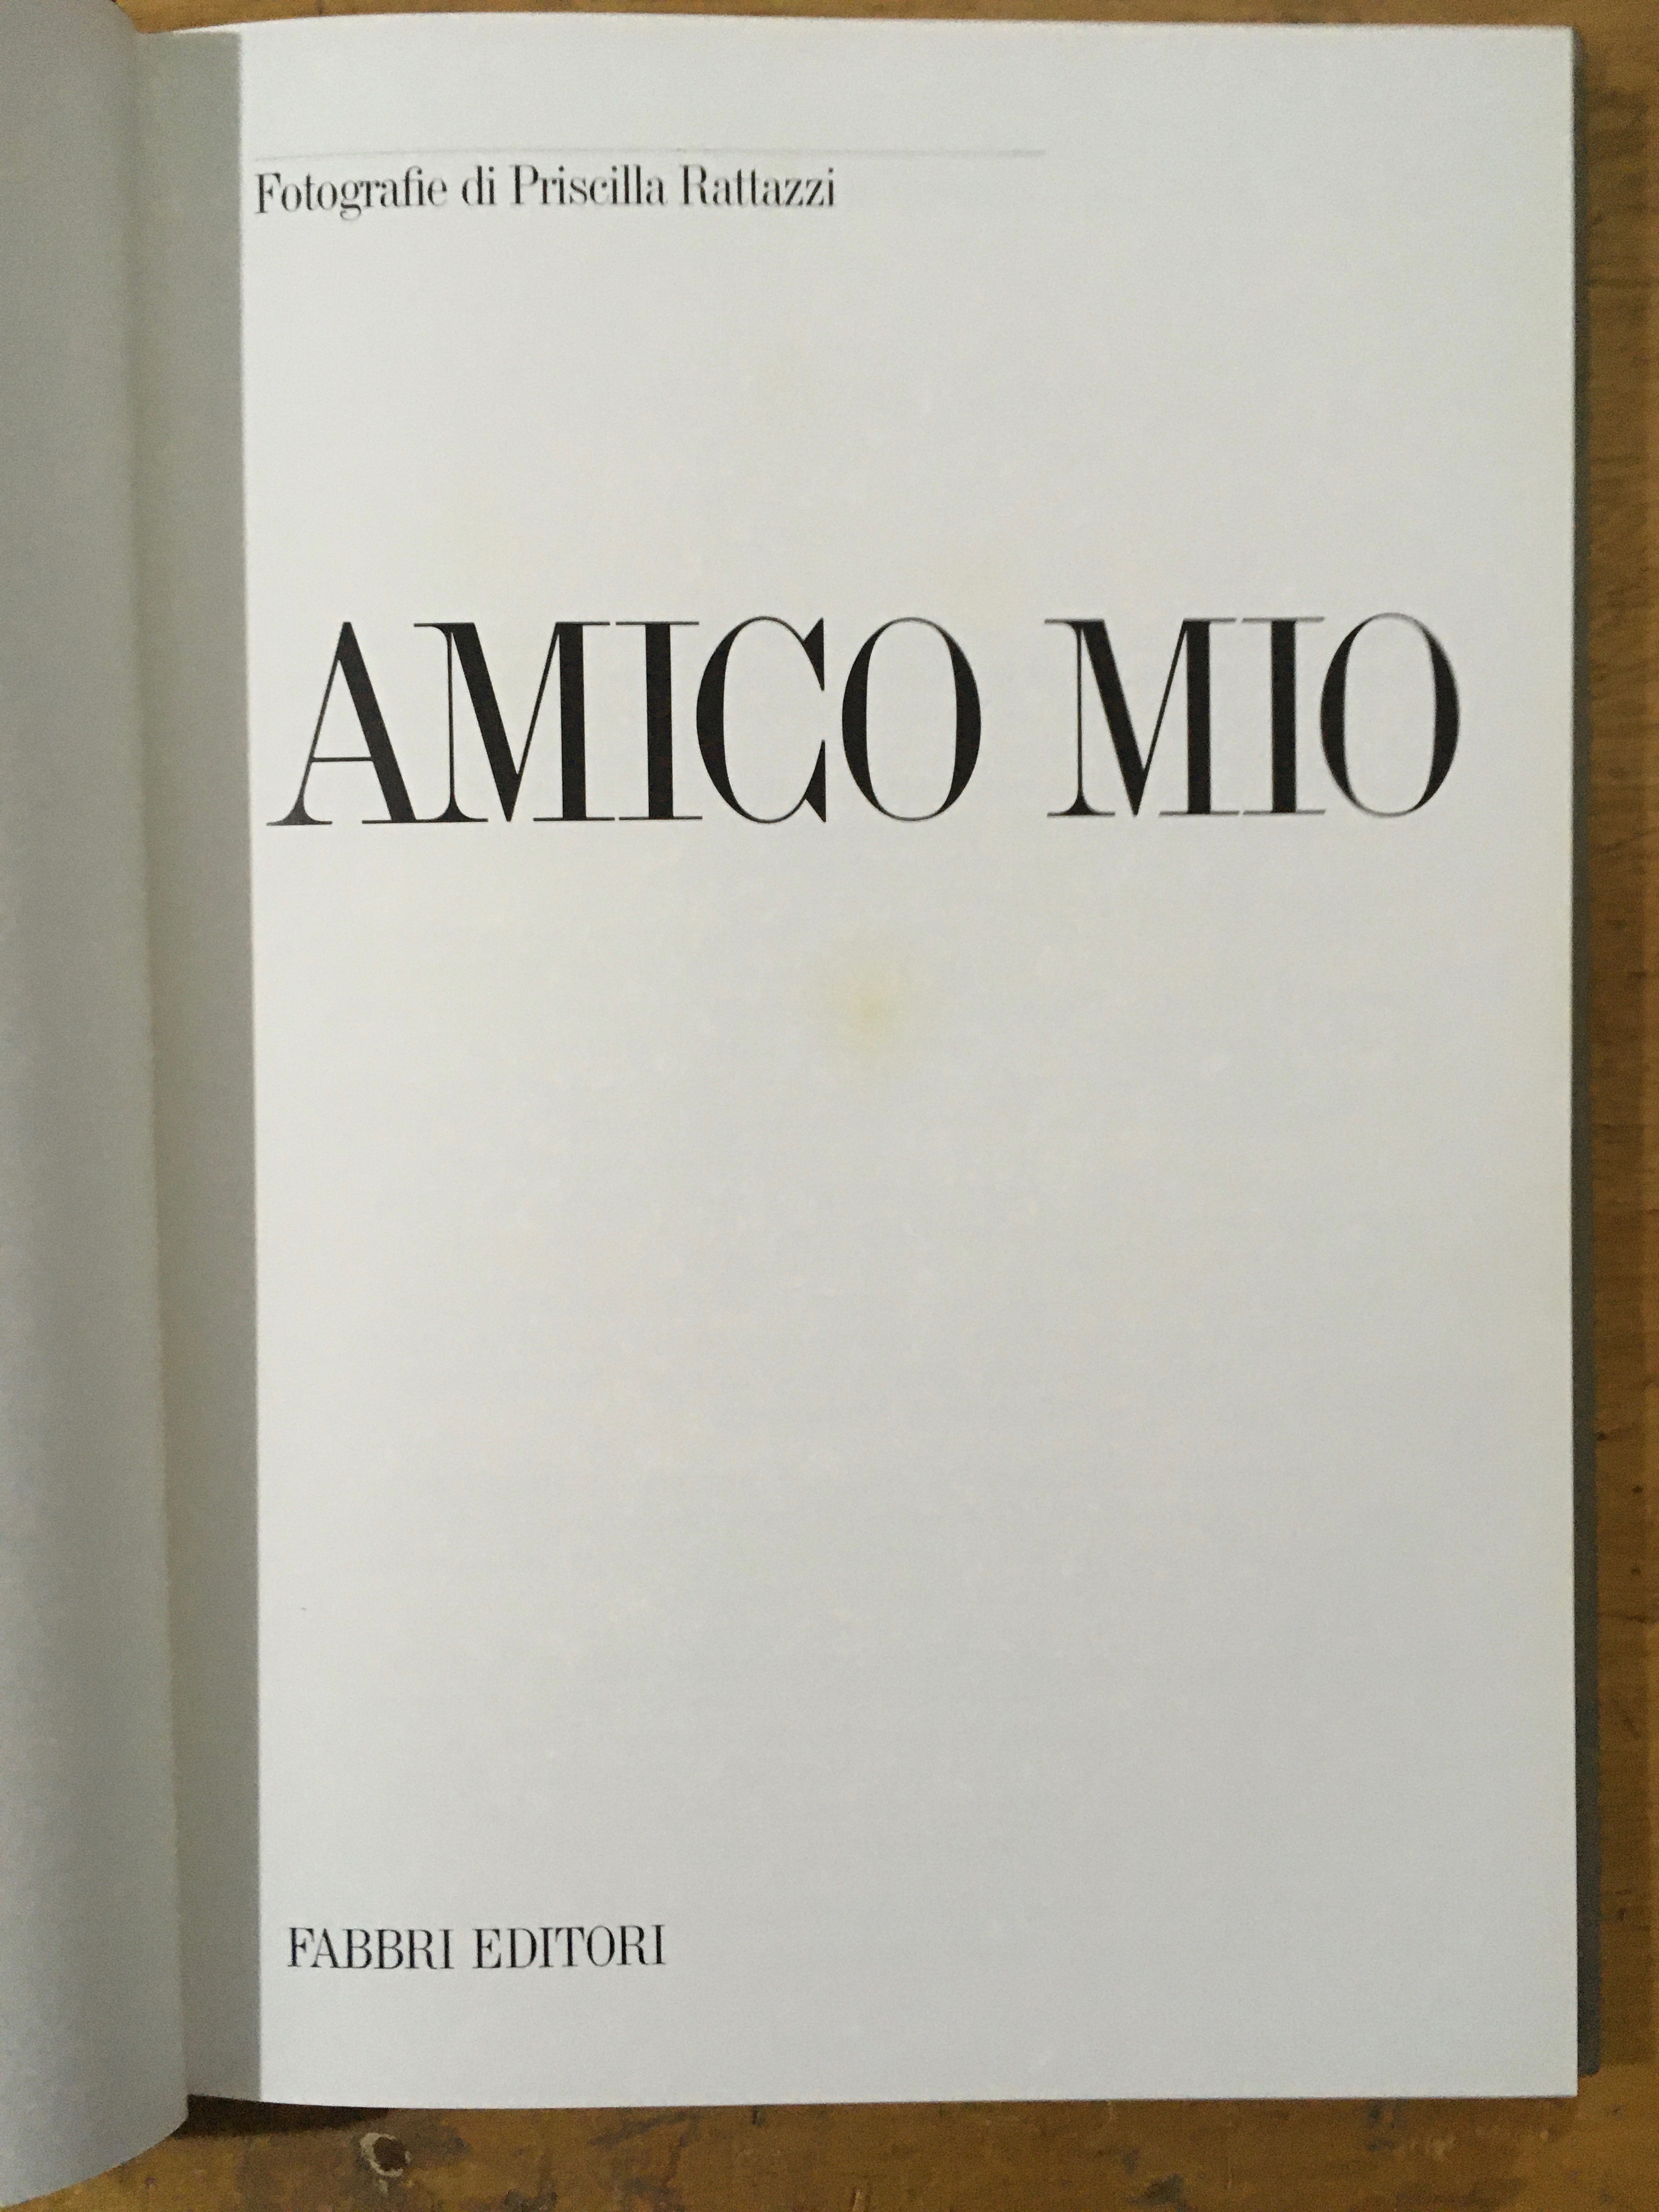 Fotografie di Priscilla Rattazzi
AMICO MIO
FABBRI EDITORI